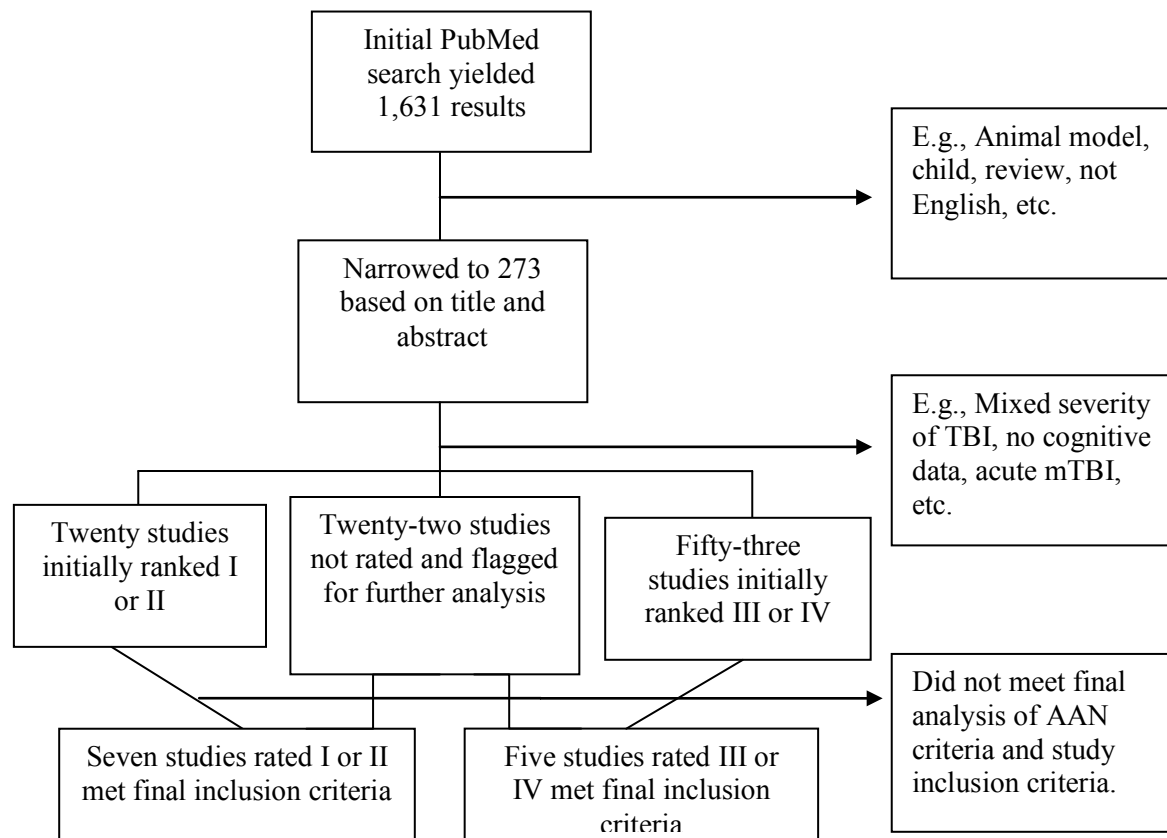 Initial PubMed
search yielded
1,631 results
E.g., Animal model,
child, review, not
English, etc.
Narrowed to 273
based on title and
abstract
E.g., Mixed severity
of TBI, no cognitive
data, acute mTBI,
etc.
Twenty studies
initially ranked I
or II
Twenty-two studies
not rated and flagged
for further analysis
Fifty-three
studies initially
ranked III or IV
Did not meet final
analysis of AAN
criteria and study
inclusion criteria.
Seven studies rated I or II
met final inclusion criteria
Five studies rated III or
IV met final inclusion
criteria